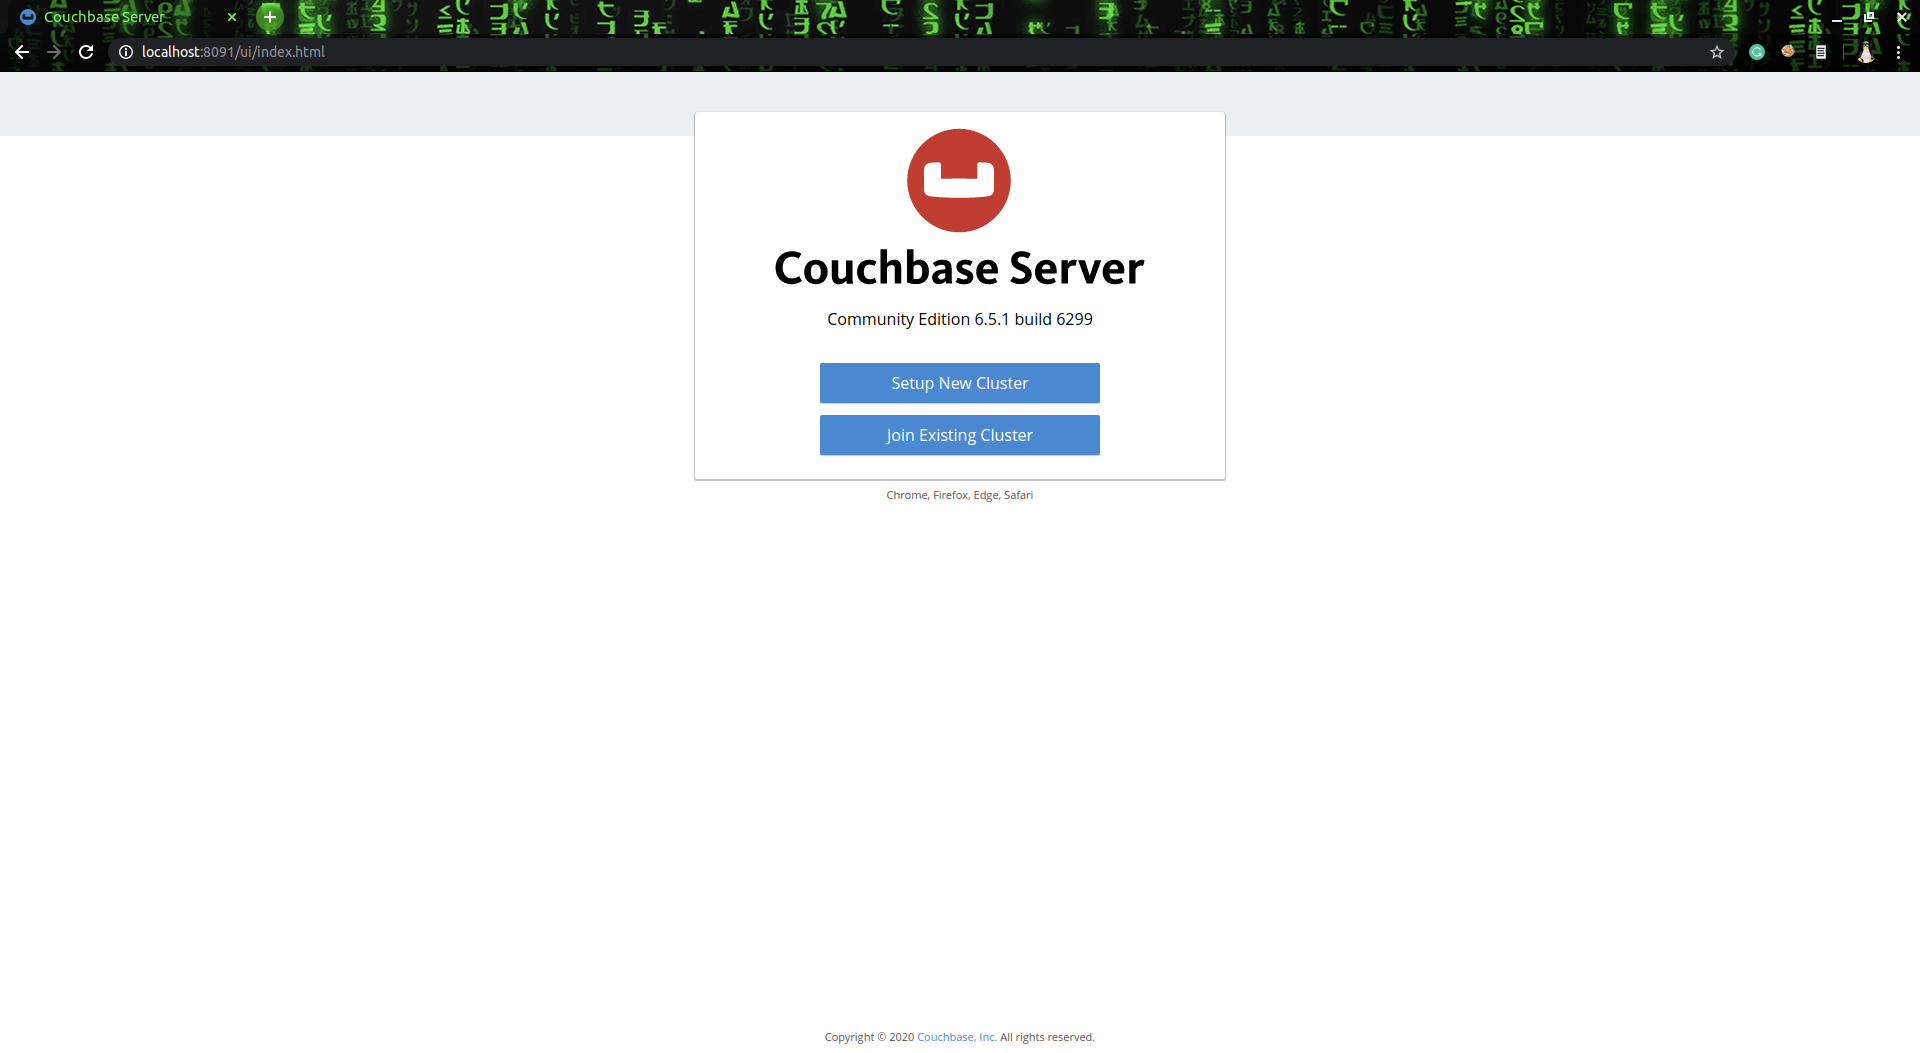 Couchbase Server
localhost:8091/ui/index.html
Couchbase Server
Community Edition 6.5.1 build 6299
Setup New Cluster
Join Existing Cluster
Chrome, Firefox, Edge, Safari
Copyright © 2020 Couchbase, Inc. All rights reserved.